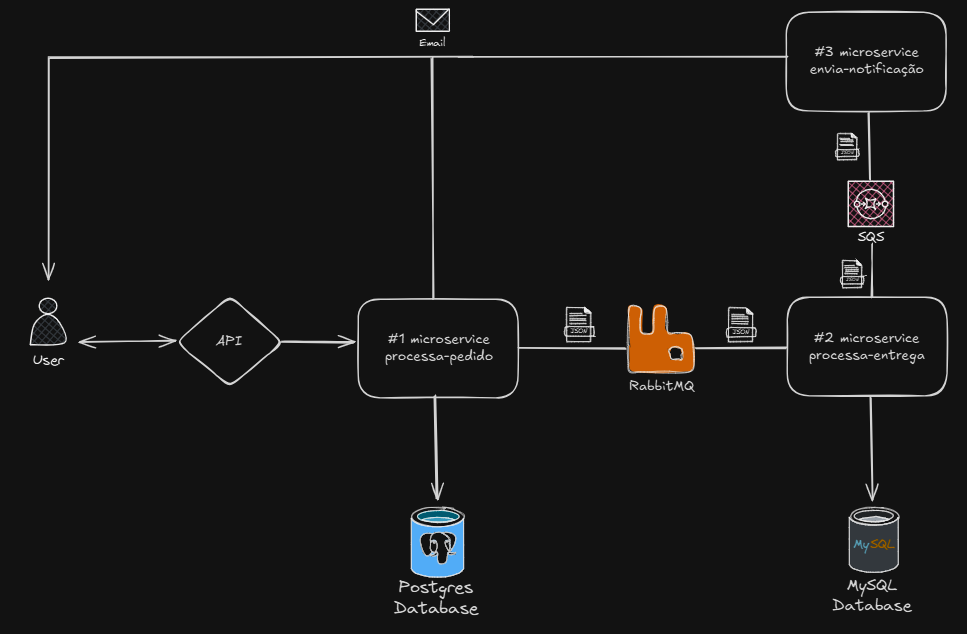 Email
#3 microservice
envia-notificação
JSON
SQS
JSON
User
API
#1 microservice
processa-pedido
JSON
RabbitMQ
JSON
#2 microservice
processa-entrega
Postgres
Database
MySQL
MySQL
Database